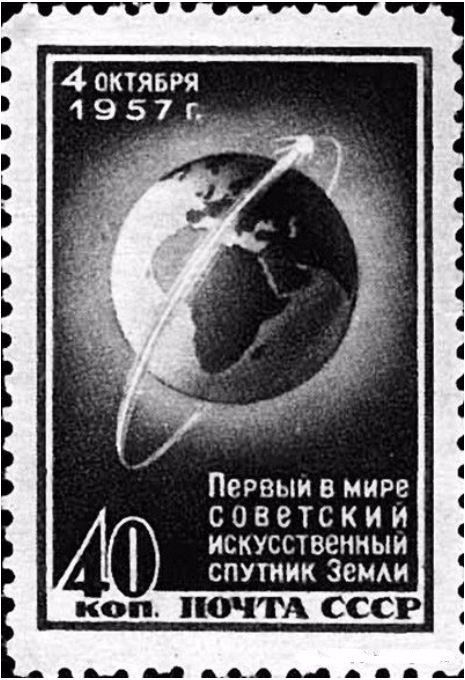 4 ОКТЯБРЯ
1957 г.
Первый в мире
советский
искусственный
спутник Земли
40
коп. ПОЧТА СССР